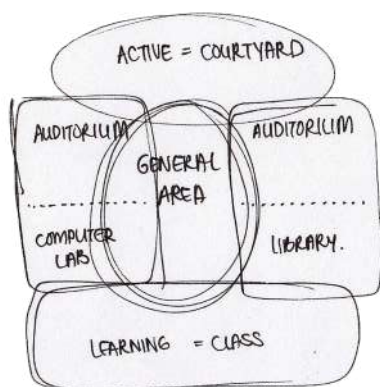 ACTIVE = COURTYARD
AUDITORIUM
AUDITORIUM
GENERAL
AREA
COMPUTER
LAB
LIBRARY.
LEARNING = CLASS